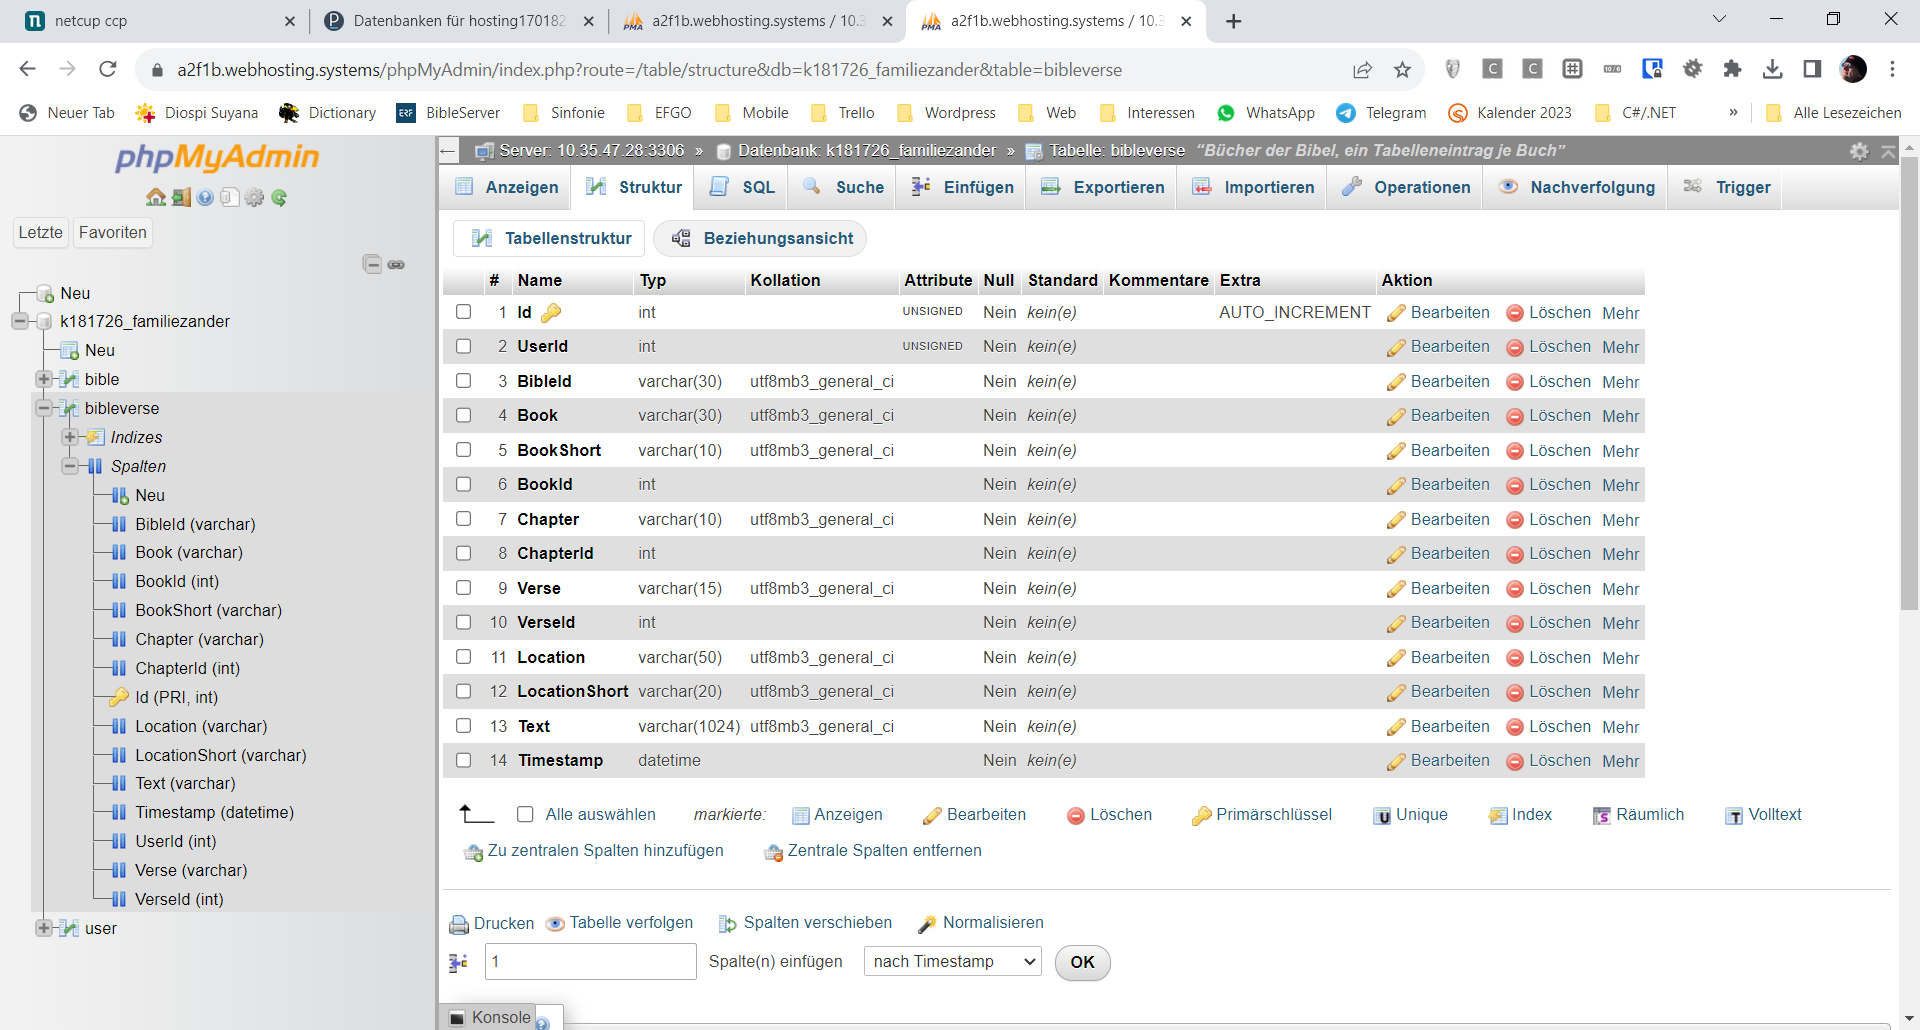 netcup ccp
Datenbanken für hosting170182
a2f1b.webhosting.systems / 10.3
a2f1b.webhosting.systems / 10.3
a2f1b.webhosting.systems/phpMyAdmin/index.php?route=/table/structure&db=k181726_familiezander&table=bibleverse
Neuer Tab Diospi Suyana Dictionary BibleServer Sinfonie EFGO Mobile Trello Wordpress Web Interessen WhatsApp Telegram Kalender 2023 C#/.NET » Alle Lesezeichen
phpMyAdmin
Letzte Favoriten
Neu
k181726_familiezander
Neu
bible
bibleverse
Indizes
Spalten
Neu
BibleId (varchar)
Book (varchar)
BookId (int)
BookShort (varchar)
Chapter (varchar)
ChapterId (int)
Id (PRI, int)
Location (varchar)
LocationShort (varchar)
Text (varchar)
Timestamp (datetime)
UserId (int)
Verse (varchar)
VerseId (int)
user
Server: 10.35.47.28:3306 » Datenbank: k181726_familiezander » Tabelle: bibleverse "Bücher der Bibel, ein Tabelleneintrag je Buch"
Anzeigen Struktur SQL Suche Einfügen Exportieren Importieren Operationen Nachverfolgung Trigger
Tabellenstruktur Beziehungsansicht
# Name Typ Kollation Attribute Null Standard Kommentare Extra Aktion
1 Id int UNSIGNED Nein kein(e) AUTO_INCREMENT Bearbeiten Löschen Mehr
2 UserId int UNSIGNED Nein kein(e) Bearbeiten Löschen Mehr
3 BibleId varchar(30) utf8mb3_general_ci Nein kein(e) Bearbeiten Löschen Mehr
4 Book varchar(30) utf8mb3_general_ci Nein kein(e) Bearbeiten Löschen Mehr
5 BookShort varchar(10) utf8mb3_general_ci Nein kein(e) Bearbeiten Löschen Mehr
6 BookId int Nein kein(e) Bearbeiten Löschen Mehr
7 Chapter varchar(10) utf8mb3_general_ci Nein kein(e) Bearbeiten Löschen Mehr
8 ChapterId int Nein kein(e) Bearbeiten Löschen Mehr
9 Verse varchar(15) utf8mb3_general_ci Nein kein(e) Bearbeiten Löschen Mehr
10 VerseId int Nein kein(e) Bearbeiten Löschen Mehr
11 Location varchar(50) utf8mb3_general_ci Nein kein(e) Bearbeiten Löschen Mehr
12 LocationShort varchar(20) utf8mb3_general_ci Nein kein(e) Bearbeiten Löschen Mehr
13 Text varchar(1024) utf8mb3_general_ci Nein kein(e) Bearbeiten Löschen Mehr
14 Timestamp datetime Nein kein(e) Bearbeiten Löschen Mehr
Alle auswählen markierte: Anzeigen Bearbeiten Löschen Primärschlüssel Unique Index Räumlich Volltext
Zu zentralen Spalten hinzufügen Zentrale Spalten entfernen
Drucken Tabelle verfolgen Spalten verschieben Normalisieren
1 Spalte(n) einfügen nach Timestamp OK
Konsole